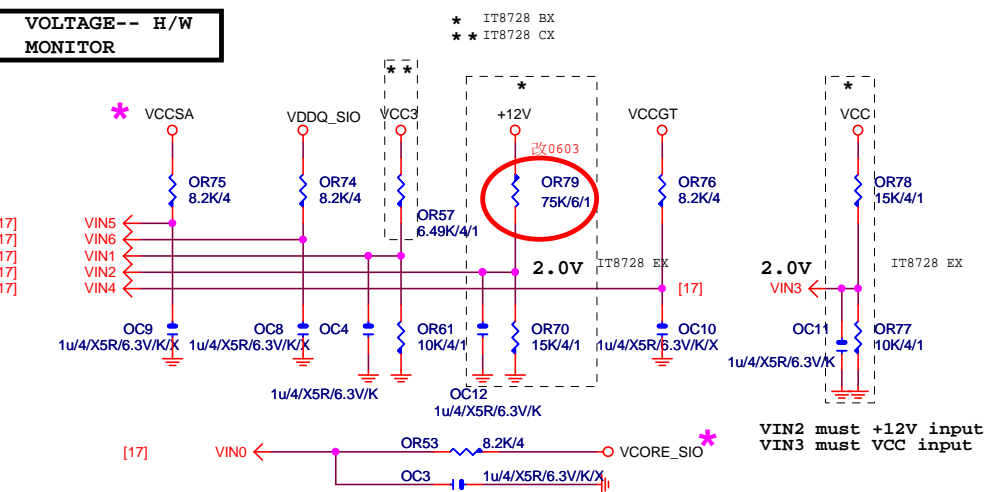 VOLTAGE-- H/W
MONITOR
* IT8728 BX
** IT8728 CX
**
*
*
* VCCSA
VDDQ_SIO
VCC3
+12V
VCCGT
VCC
改0603
OR75
8.2K/4
OR74
8.2K/4
OR57
6.49K/4/1
OR79
75K/6/1
OR76
8.2K/4
OR78
15K/4/1
17]
VIN5
17]
VIN6
17]
VIN1
17]
VIN2
17]
VIN4
2.0V
IT8728 EX
[17]
2.0V
VIN3
IT8728 EX
OC9
1u/4/X5R/6.3V/K/X
OC8
1u/4/X5R/6.3V/K/X
OC4
1u/4/X5R/6.3V/K
OR61
10K/4/1
OC12
1u/4/X5R/6.3V/K
OR70
15K/4/1
OC10
1u/4/X5R/6.3V/K/X
OC11
1u/4/X5R/6.3V/K
OR77
10K/4/1
VIN2 must +12V input
VIN3 must VCC input
[17]
VIN0
OR53
8.2K/4
VCORE_SIO *
OC3
1u/4/X5R/6.3V/K/X